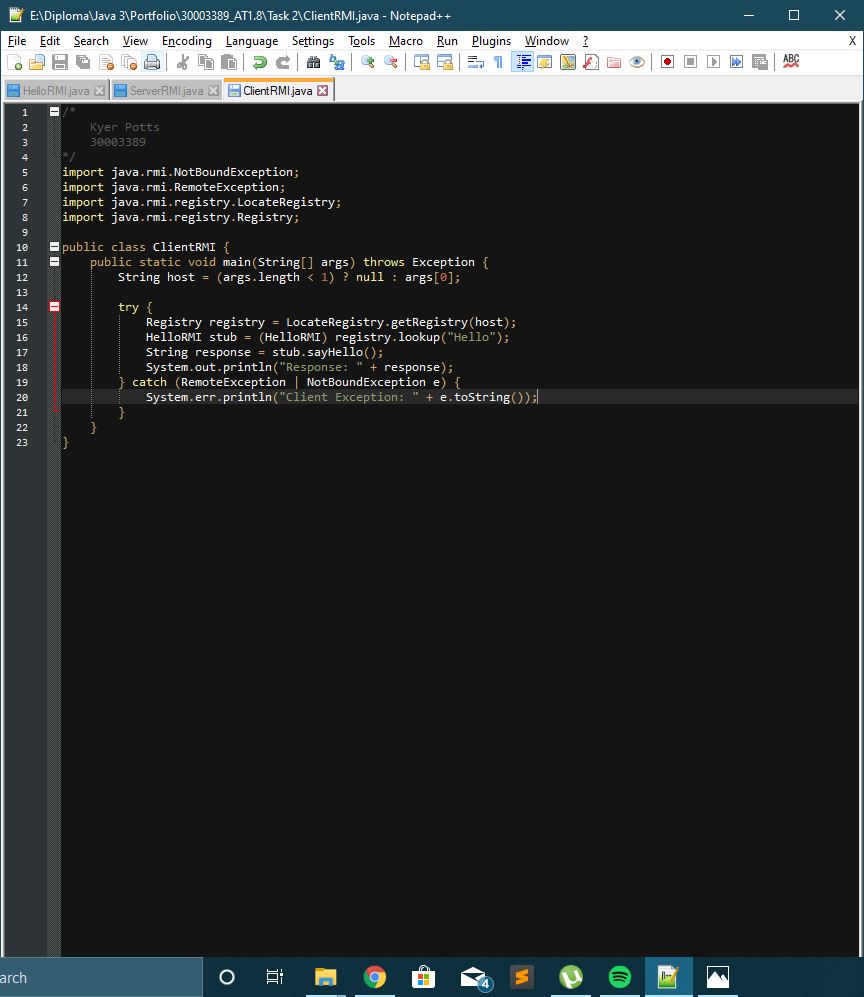 E:\Diploma\Java 3\Portfolio\30003389_AT1.8\Task 2\ClientRMI.java - Notepad++
File Edit Search View Encoding Language Settings Tools Macro Run Plugins Window ? X
ABC
HelloRMI.java ServerRMI.java ClientRMI.java
1 /*
2 Kyer Potts
3 30003389
4 */
5 import java.rmi.NotBoundException;
6 import java.rmi.RemoteException;
7 import java.rmi.registry.LocateRegistry;
8 import java.rmi.registry.Registry;
9
10 public class ClientRMI {
11 public static void main(String[] args) throws Exception {
12 String host = (args.length < 1) ? null : args[0];
13
14 try {
15 Registry registry = LocateRegistry.getRegistry(host);
16 HelloRMI stub = (HelloRMI) registry.lookup("Hello");
17 String response = stub.sayHello();
18 System.out.println("Response: " + response);
19 } catch (RemoteException | NotBoundException e) {
20 System.err.println("Client Exception: " + e.toString());
21 }
22 }
23 }
arch 4